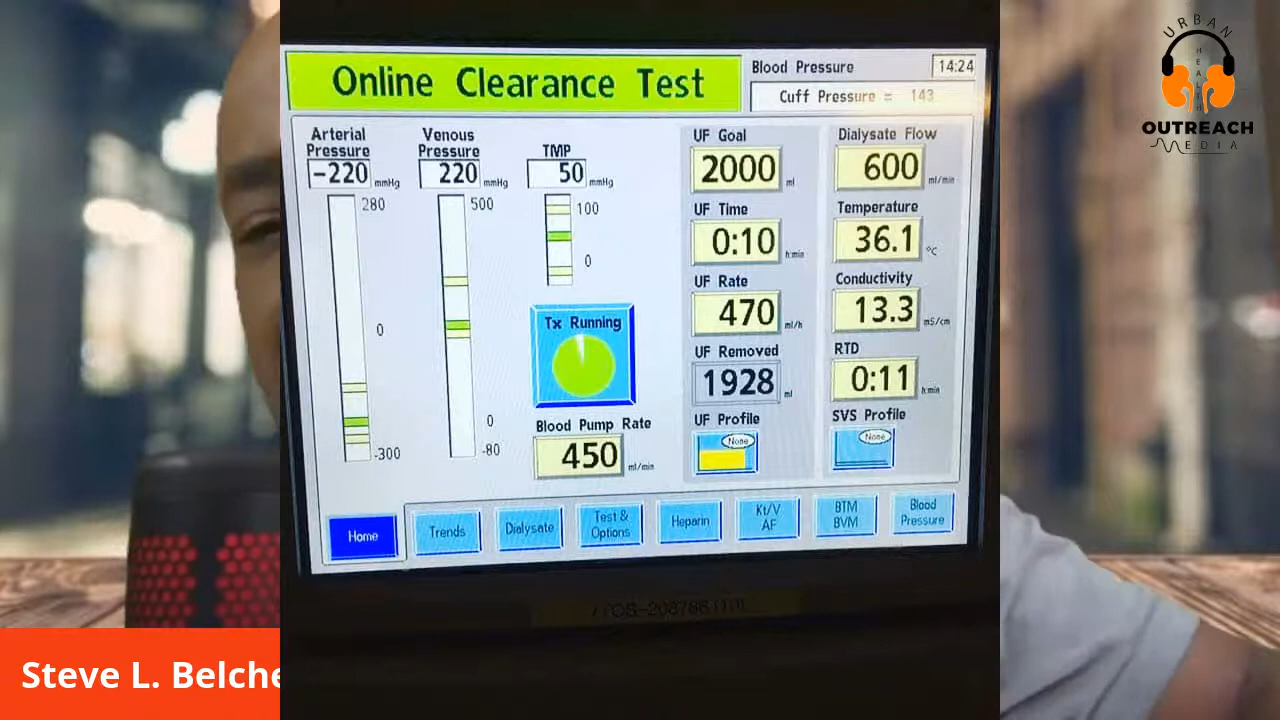 Online Clearance Test
Blood Pressure
14:24
Cuff Pressure = 143
Arterial Pressure
-220 mmHg
280
0
-300
Venous Pressure
220 mmHg
500
0
-80
TMP
50 mmHg
100
0
Tx Running
Blood Pump Rate
450 ml/min
UF Goal
2000 ml
UF Time
0:10 h:min
UF Rate
470 ml/h
UF Removed
1928 ml
UF Profile
None
Dialysate Flow
600 ml/min
Temperature
36.1 °C
Conductivity
13.3 mS/cm
RTD
0:11 h:min
SVS Profile
None
Home
Trends
Dialysate
Test & Options
Heparin
Kt/V AF
BTM BVM
Blood Pressure
URBAN
HEALTH
OUTREACH
MEDIA
Steve L. Belche